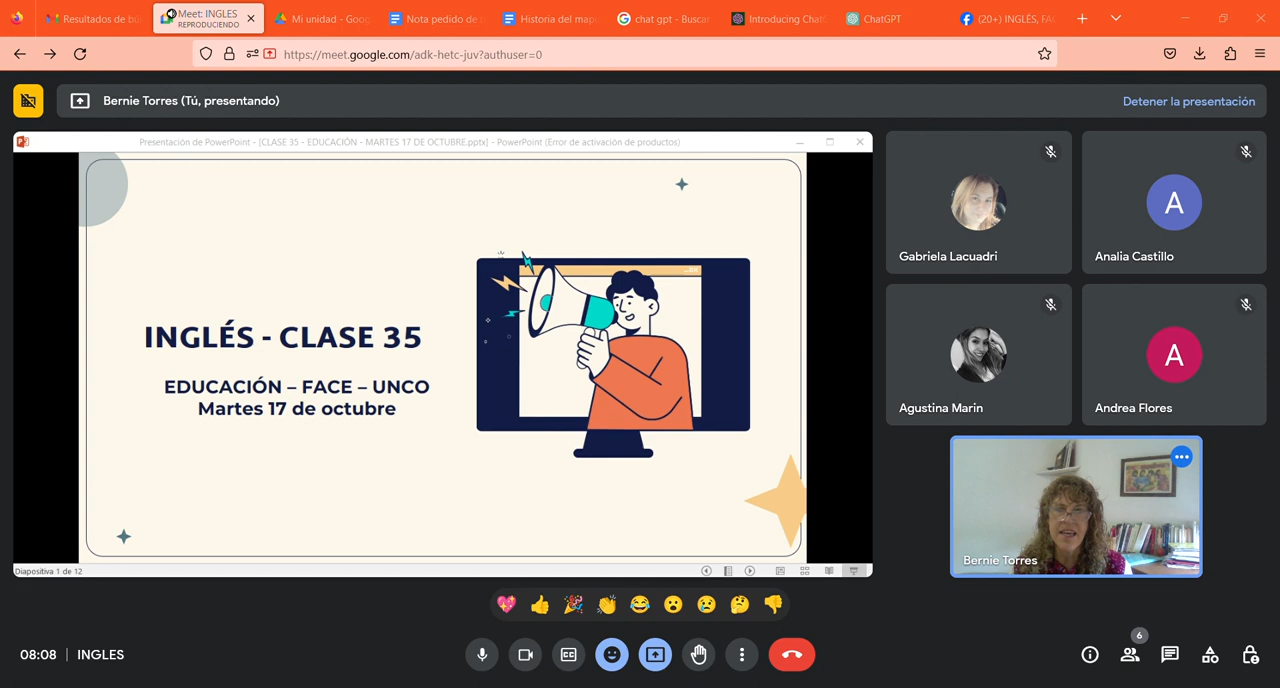 Resultados de bú
Meet: INGLES
REPRODUCIENDO
Mi unidad - Goog
Nota pedido de
Historia del map
chat gpt - Buscar
Introducing Chat
ChatGPT
(20+) INGLÉS, FAC
https://meet.google.com/adk-hetc-juv?authuser=0
Bernie Torres (Tú, presentando)
Detener la presentación
Presentación de PowerPoint - [CLASE 35 - EDUCACIÓN - MARTES 17 DE OCTUBRE.pptx] - PowerPoint (Error de activación de productos)
INGLÉS - CLASE 35
EDUCACIÓN – FACE – UNCO
Martes 17 de octubre
Diapositiva 1 de 12
Gabriela Lacuadri
A
Analia Castillo
Agustina Marin
A
Andrea Flores
Bernie Torres
08:08
INGLES
CC
6